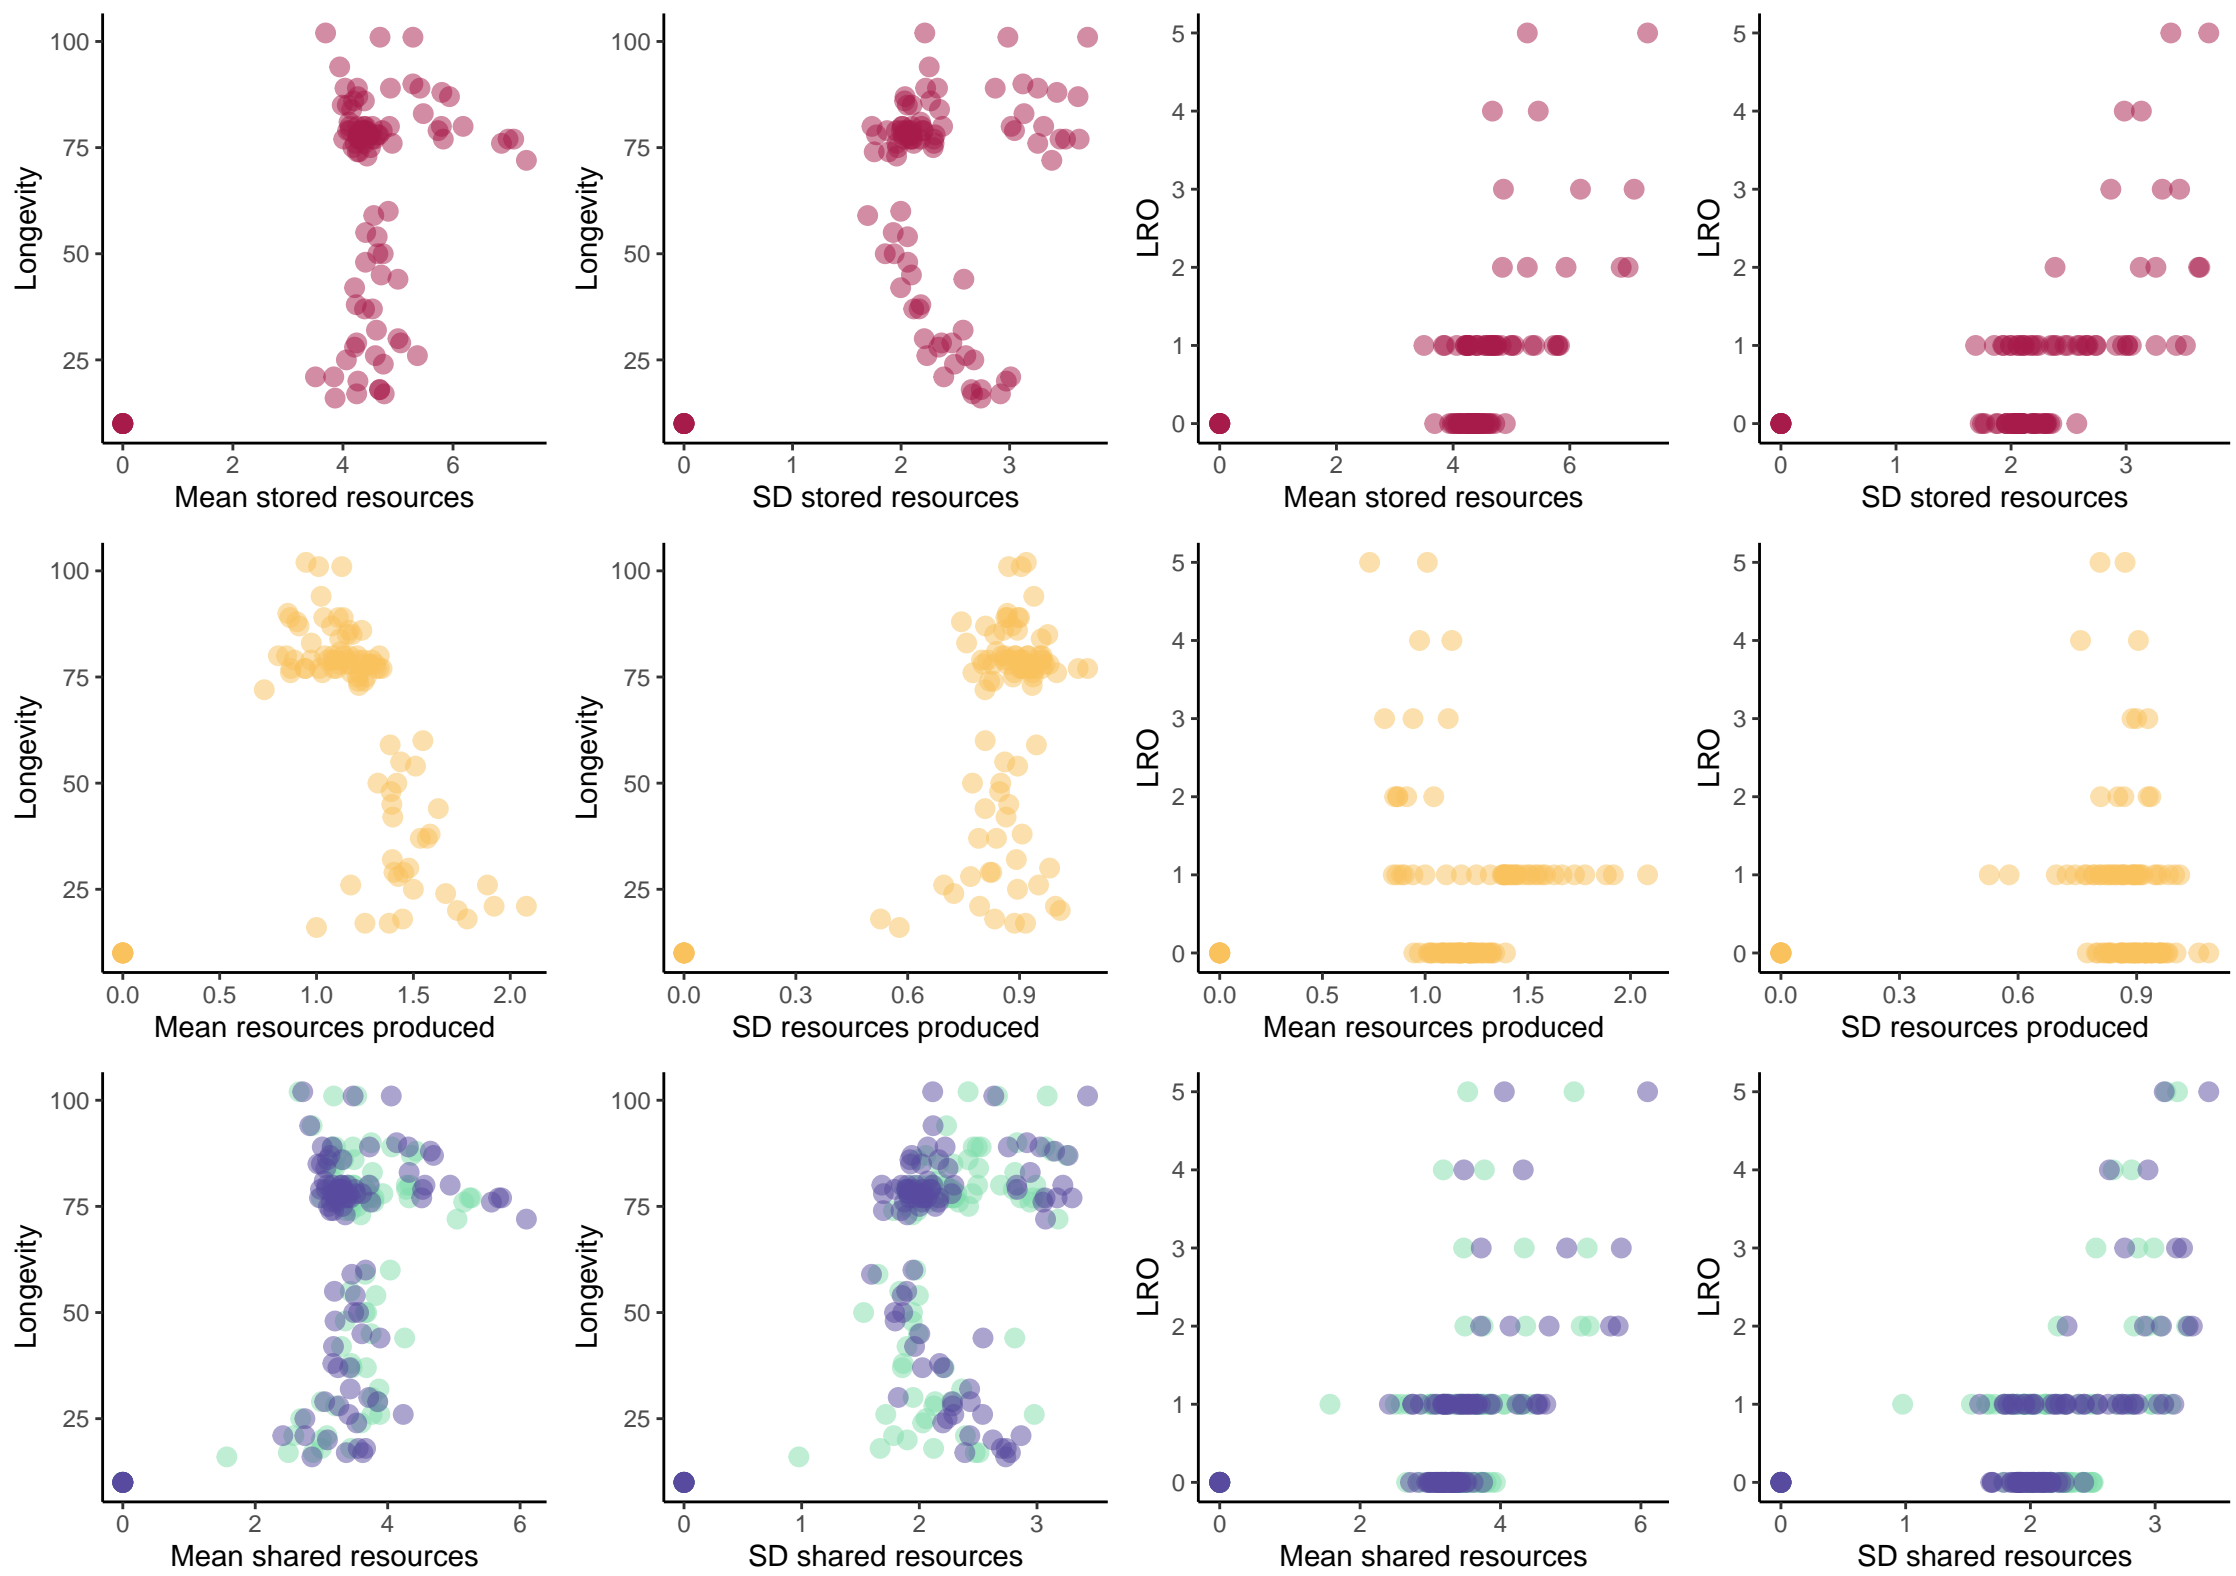 Longevity
100
75
50
25
0 2 4 6
Mean stored resources
Longevity
100
75
50
25
0 1 2 3
SD stored resources
LRO
5
4
3
2
1
0
0 2 4 6
Mean stored resources
LRO
5
4
3
2
1
0
0 1 2 3
SD stored resources
Longevity
100
75
50
25
0.0 0.5 1.0 1.5 2.0
Mean resources produced
Longevity
100
75
50
25
0.0 0.3 0.6 0.9
SD resources produced
LRO
5
4
3
2
1
0
0.0 0.5 1.0 1.5 2.0
Mean resources produced
LRO
5
4
3
2
1
0
0.0 0.3 0.6 0.9
SD resources produced
Longevity
100
75
50
25
0 2 4 6
Mean shared resources
Longevity
100
75
50
25
0 1 2 3
SD shared resources
LRO
5
4
3
2
1
0
0 2 4 6
Mean shared resources
LRO
5
4
3
2
1
0
0 1 2 3
SD shared resources